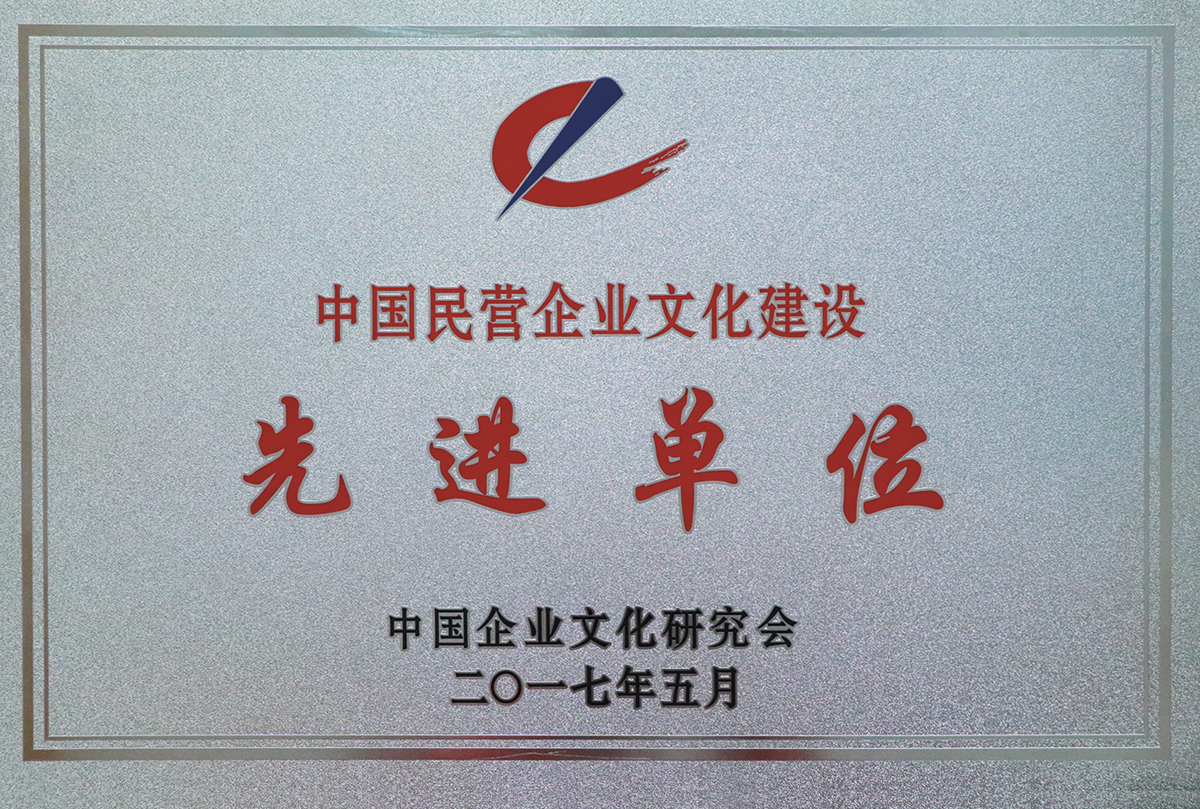 中国民营企业文化建设
先进单位
中国企业文化研究会
二〇一七年五月